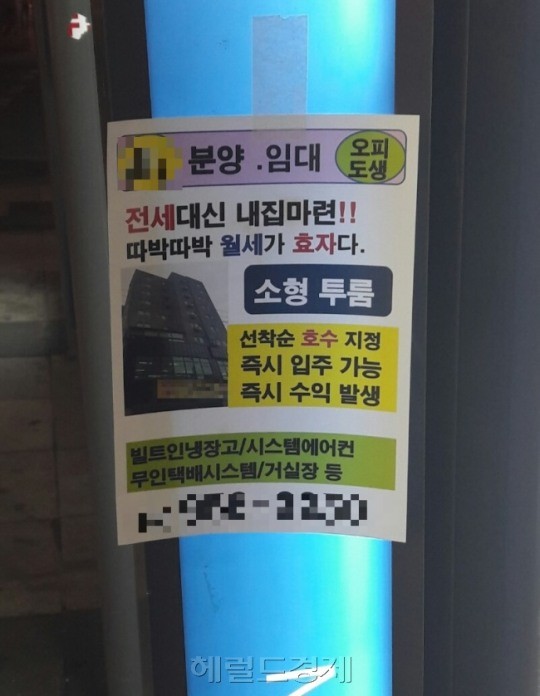 분양 .임대
오피
도생
전세대신 내집마련!!
따박따박 월세가 효자다.
소형 투룸
선착순 호수 지정
즉시 입주 가능
즉시 수익 발생
빌트인냉장고/시스템에어컨
무인택배시스템/거실장 등
헤럴드경제